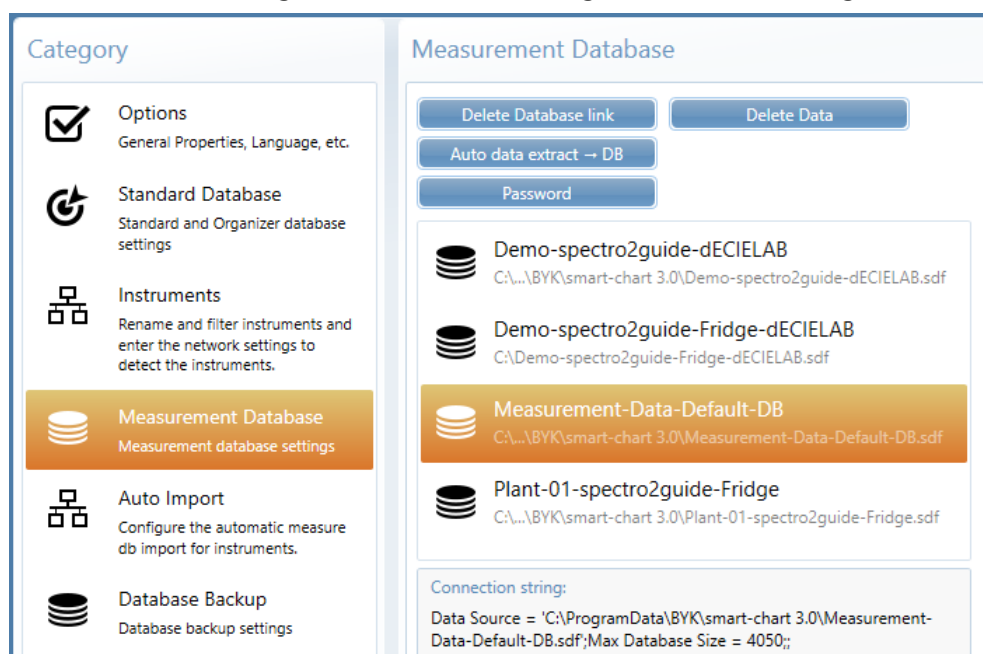 Category
Options
General Properties, Language, etc.
Standard Database
Standard and Organizer database
settings
Instruments
Rename and filter instruments and
enter the network settings to
detect the instruments.
Measurement Database
Measurement database settings
Auto Import
Configure the automatic measure
db import for instruments.
Database Backup
Database backup settings
Measurement Database
Delete Database link
Delete Data
Auto data extract → DB
Password
Demo-spectro2guide-dECIELAB
C:\...\BYK\smart-chart 3.0\Demo-spectro2guide-dECIELAB.sdf
Demo-spectro2guide-Fridge-dECIELAB
C:\Demo-spectro2guide-Fridge-dECIELAB.sdf
Measurement-Data-Default-DB
C:\...\BYK\smart-chart 3.0\Measurement-Data-Default-DB.sdf
Plant-01-spectro2guide-Fridge
C:\...\BYK\smart-chart 3.0\Plant-01-spectro2guide-Fridge.sdf
Connection string:
Data Source = 'C:\ProgramData\BYK\smart-chart 3.0\Measurement-
Data-Default-DB.sdf';Max Database Size = 4050;;